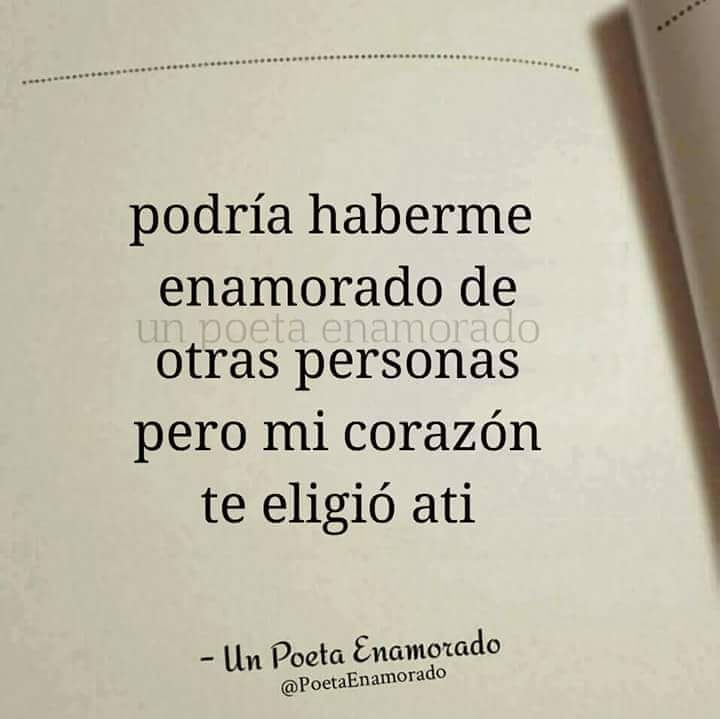 podría haberme
enamorado de
un poeta enamorado
otras personas
pero mi corazón
te eligió ati
– Un Poeta Enamorado
@PoetaEnamorado